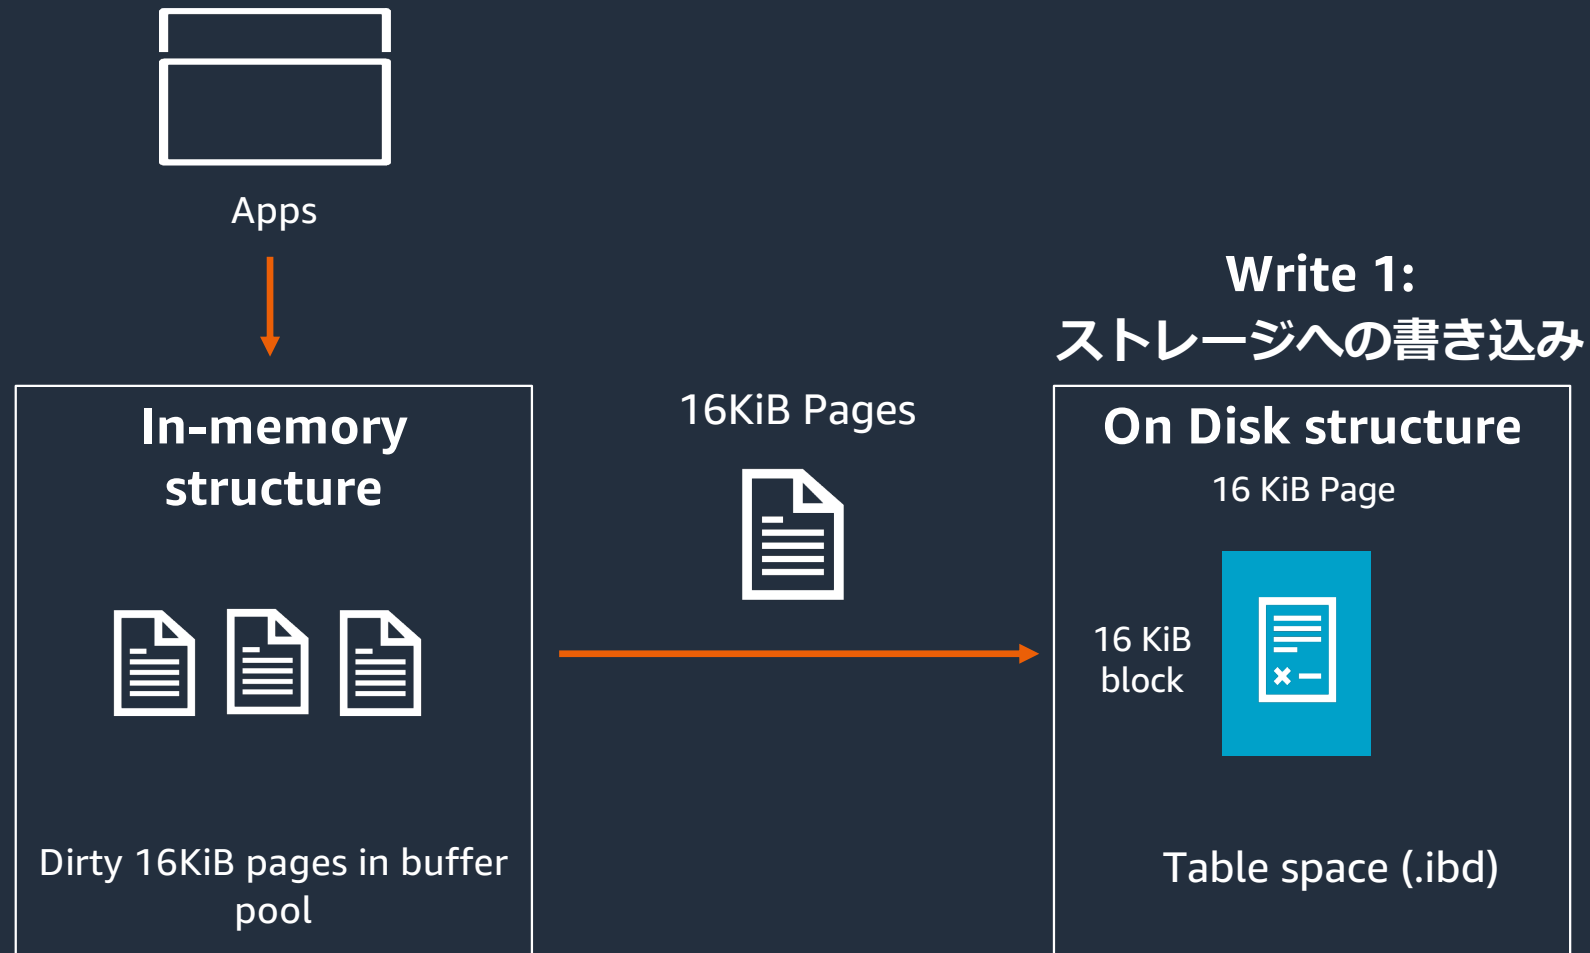 Apps
Write 1:
ストレージへの書き込み
In-memory
structure
16KiB Pages
On Disk structure
16 KiB Page
16 KiB
block
Dirty 16KiB pages in buffer
pool
Table space (.ibd)